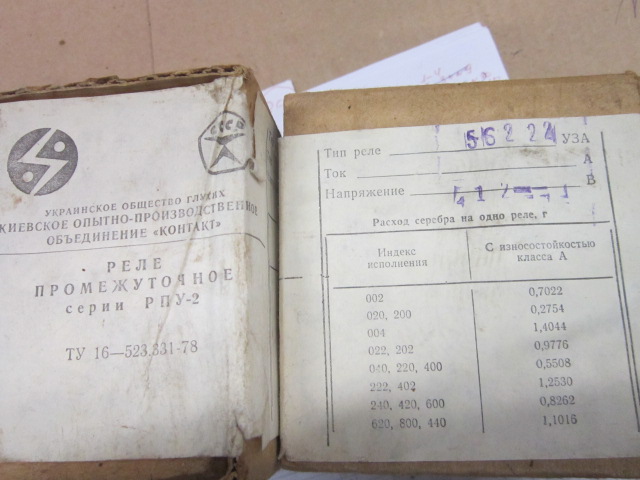 СССР
УКРАИНСКОЕ ОБЩЕСТВО ГЛУХИХ
КИЕВСКОЕ ОПЫТНО-ПРОИЗВОДСТВЕННОЕ
ОБЪЕДИНЕНИЕ «КОНТАКТ»
РЕЛЕ
ПРОМЕЖУТОЧНОЕ
серии РПУ-2
ТУ 16—523.331-78
Тип реле 56222 УЗА
Ток А
Напряжение В
Расход серебра на одно реле, г
Индекс исполнения С износостойкостью класса А
002 0,7022
020, 200 0,2754
004 1,4044
022, 202 0,9776
040, 220, 400 0,5508
222, 402 1,2530
240, 420, 600 0,8262
620, 800, 440 1,1016